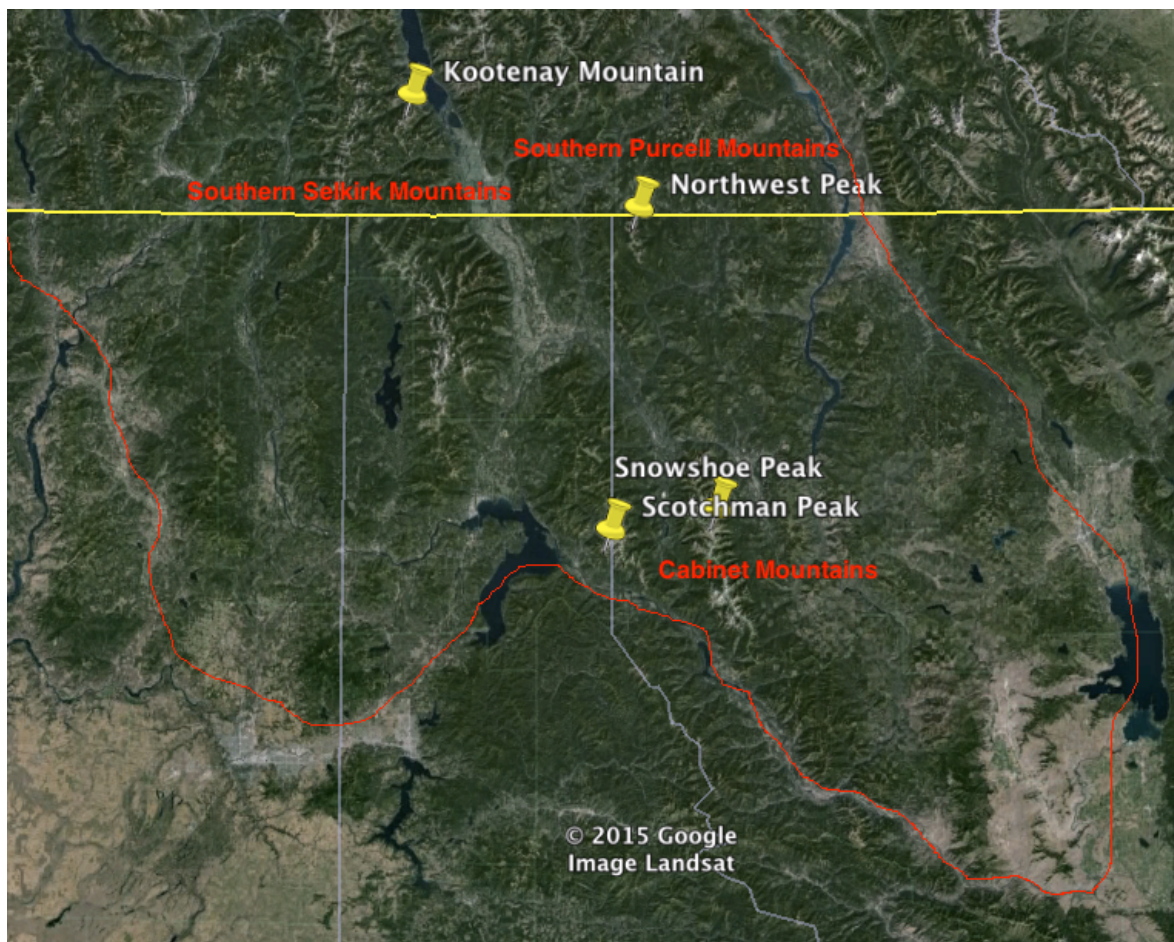 Kootenay Mountain
Southern Purcell Mountains
Northwest Peak
Southern Selkirk Mountains
Snowshoe Peak
Scotchman Peak
Cabinet Mountains
© 2015 Google
Image Landsat